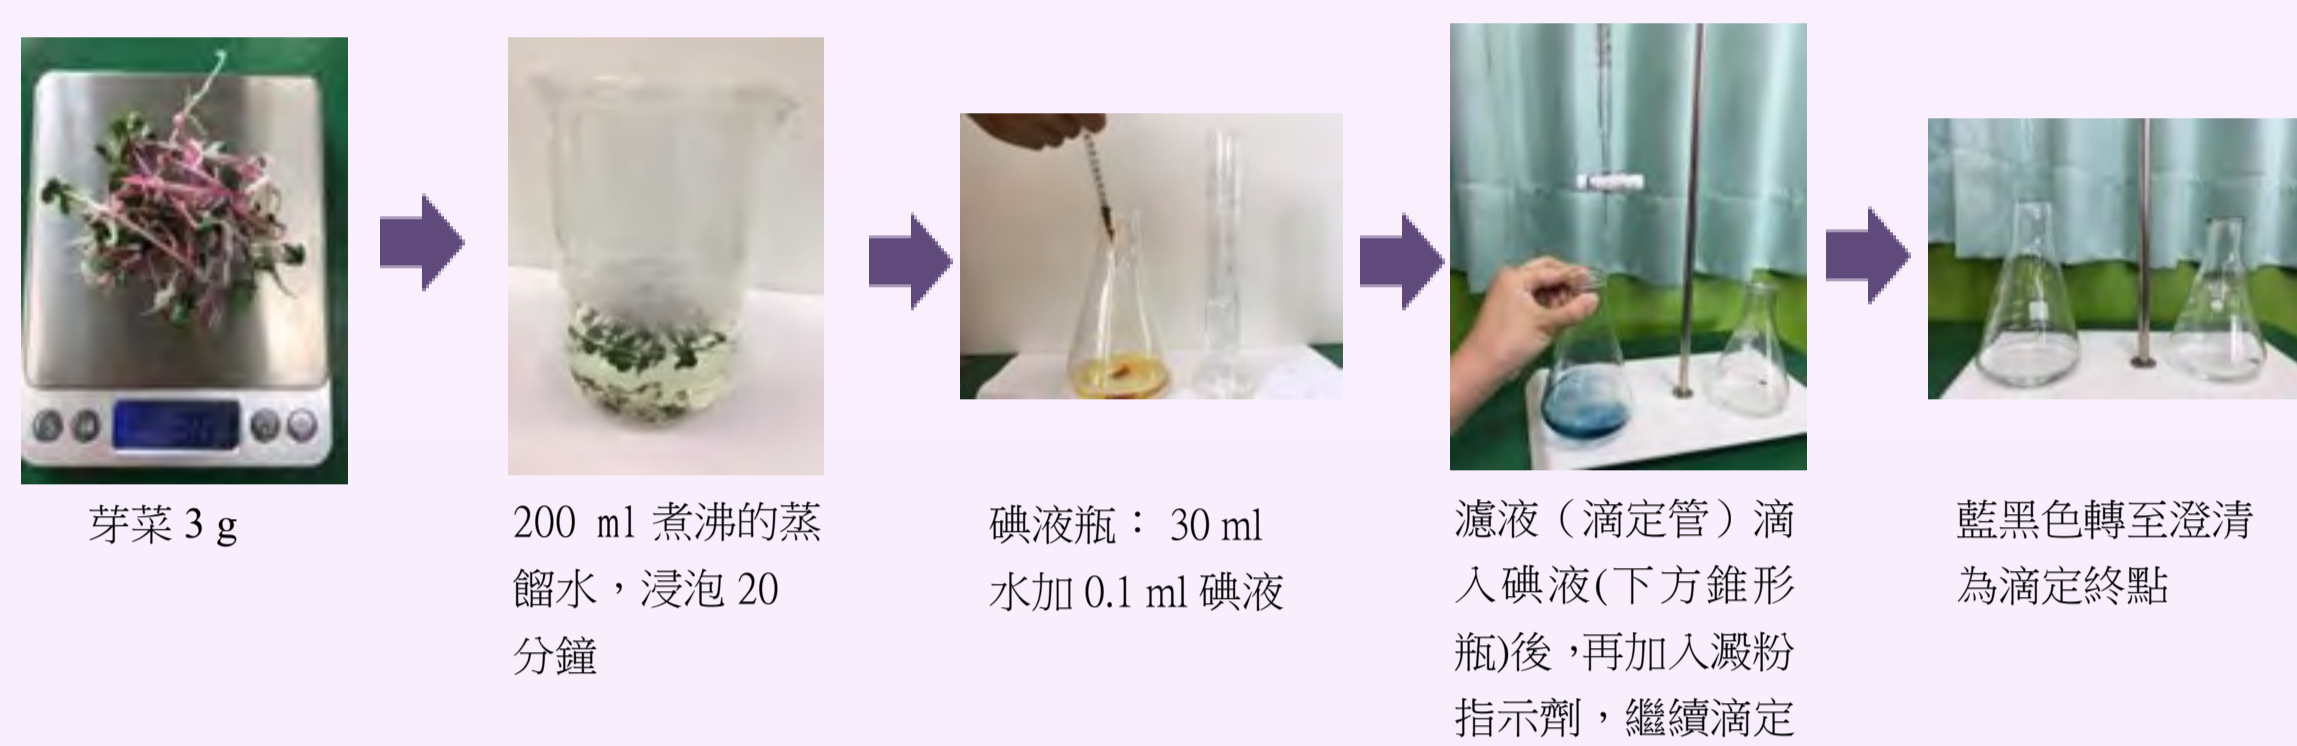 芽菜 3 g
200 ml 煮沸的蒸
餾水，浸泡 20
分鐘
碘液瓶： 30 ml
水加 0.1 ml 碘液
濾液（滴定管）滴
入碘液(下方錐形
瓶)後，再加入澱粉
指示劑，繼續滴定
藍黑色轉至澄清
為滴定終點